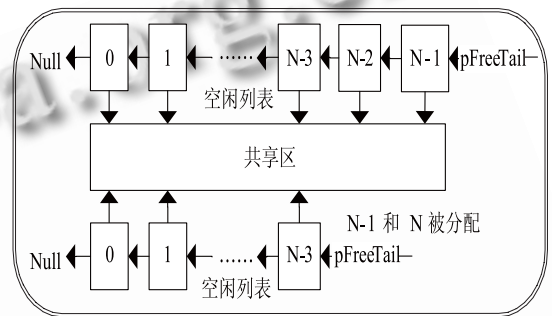 Null 0 1 …… N-3 N-2 N-1 pFreeTail
空闲列表
共享区
N-1 和 N 被分配
Null 0 1 …… N-3 pFreeTail
空闲列表